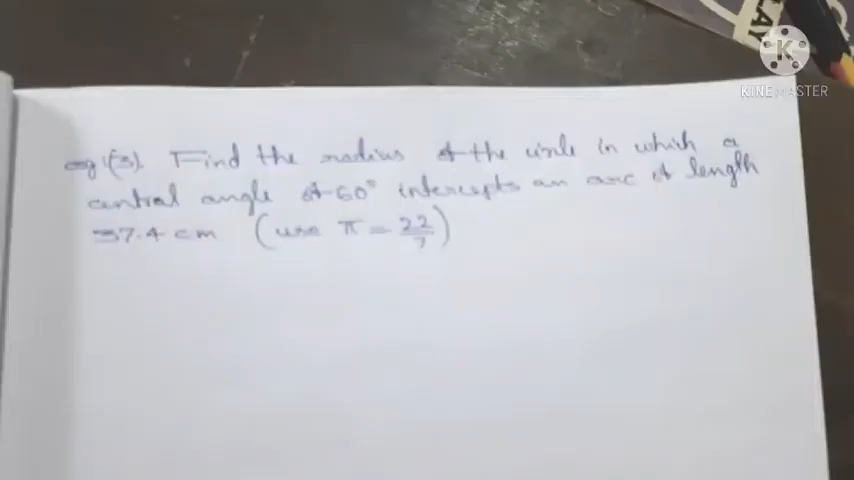 LAY
K
KINEMASTER
eg:(3). Find the radius of the circle in which a
central angle of 60° intercepts an arc of length
37.4 cm (use π = 22/7)